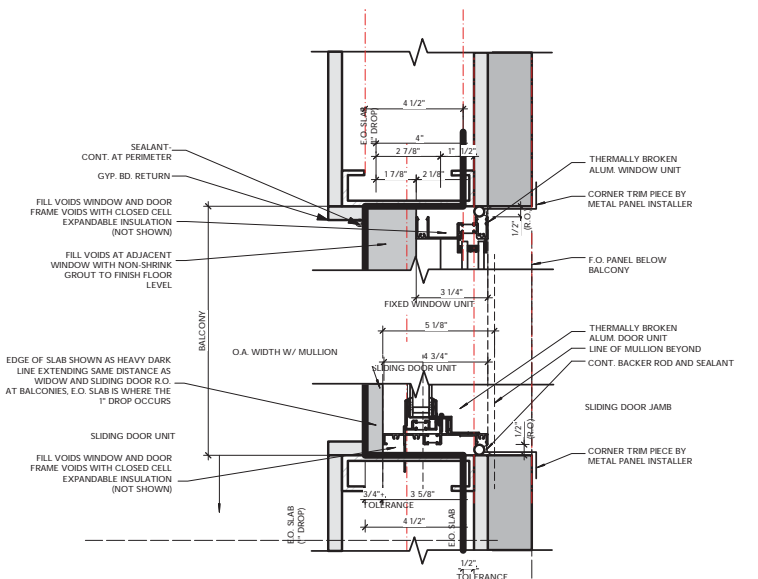 4 1/2"
E.O. SLAB
(1" DROP)
4"
2 7/8"
1"
1/2"
1 7/8"
2 1/8"
SEALANT-
CONT. AT PERIMETER
GYP. BD. RETURN
FILL VOIDS WINDOW AND DOOR
FRAME VOIDS WITH CLOSED CELL
EXPANDABLE INSULATION
(NOT SHOWN)
FILL VOIDS AT ADJACENT
WINDOW WITH NON-SHRINK
GROUT TO FINISH FLOOR
LEVEL
THERMALLY BROKEN
ALUM. WINDOW UNIT
CORNER TRIM PIECE BY
METAL PANEL INSTALLER
1/2"
(R.O.)
F.O. PANEL BELOW
BALCONY
3 1/4"
FIXED WINDOW UNIT
5 1/8"
BALCONY
O.A. WIDTH W/ MULLION
4 3/4"
SLIDING DOOR UNIT
THERMALLY BROKEN
ALUM. DOOR UNIT
LINE OF MULLION BEYOND
CONT. BACKER ROD AND SEALANT
EDGE OF SLAB SHOWN AS HEAVY DARK
LINE EXTENDING SAME DISTANCE AS
WIDOW AND SLIDING DOOR R.O.
AT BALCONIES, E.O. SLAB IS WHERE THE
1" DROP OCCURS
SLIDING DOOR JAMB
SLIDING DOOR UNIT
1/2"
(R.O)
FILL VOIDS WINDOW AND DOOR
FRAME VOIDS WITH CLOSED CELL
EXPANDABLE INSULATION
(NOT SHOWN)
CORNER TRIM PIECE BY
METAL PANEL INSTALLER
3/4"+
TOLERANCE
3 5/8"
4 1/2"
E.O. SLAB
(1" DROP)
E.O. SLAB
1/2"
TOLERANCE